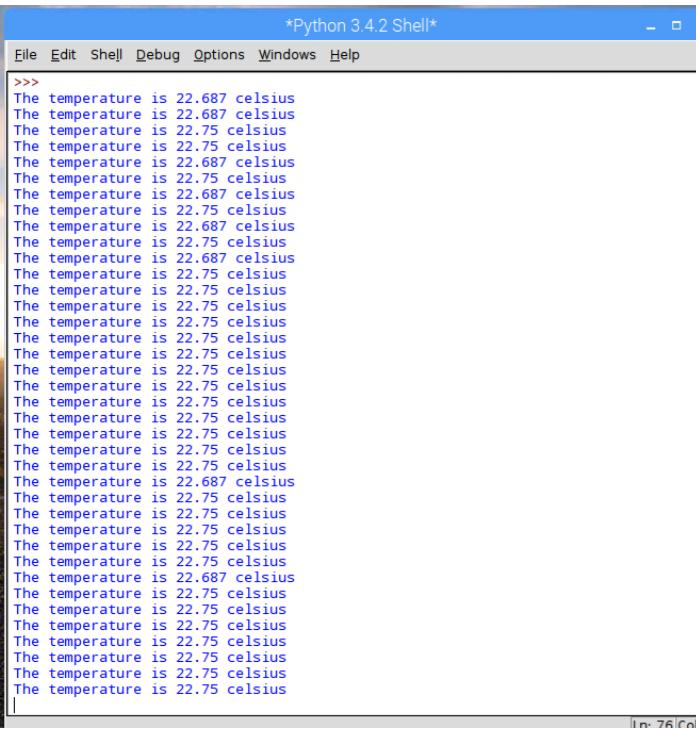 *Python 3.4.2 Shell*
File Edit Shell Debug Options Windows Help
>>>
The temperature is 22.687 celsius
The temperature is 22.687 celsius
The temperature is 22.75 celsius
The temperature is 22.75 celsius
The temperature is 22.687 celsius
The temperature is 22.75 celsius
The temperature is 22.687 celsius
The temperature is 22.75 celsius
The temperature is 22.687 celsius
The temperature is 22.75 celsius
The temperature is 22.687 celsius
The temperature is 22.75 celsius
The temperature is 22.75 celsius
The temperature is 22.75 celsius
The temperature is 22.75 celsius
The temperature is 22.75 celsius
The temperature is 22.75 celsius
The temperature is 22.75 celsius
The temperature is 22.75 celsius
The temperature is 22.75 celsius
The temperature is 22.75 celsius
The temperature is 22.75 celsius
The temperature is 22.75 celsius
The temperature is 22.75 celsius
The temperature is 22.687 celsius
The temperature is 22.75 celsius
The temperature is 22.75 celsius
The temperature is 22.75 celsius
The temperature is 22.75 celsius
The temperature is 22.75 celsius
The temperature is 22.687 celsius
The temperature is 22.75 celsius
The temperature is 22.75 celsius
The temperature is 22.75 celsius
The temperature is 22.75 celsius
The temperature is 22.75 celsius
The temperature is 22.75 celsius
The temperature is 22.75 celsius
Ln: 76 Co